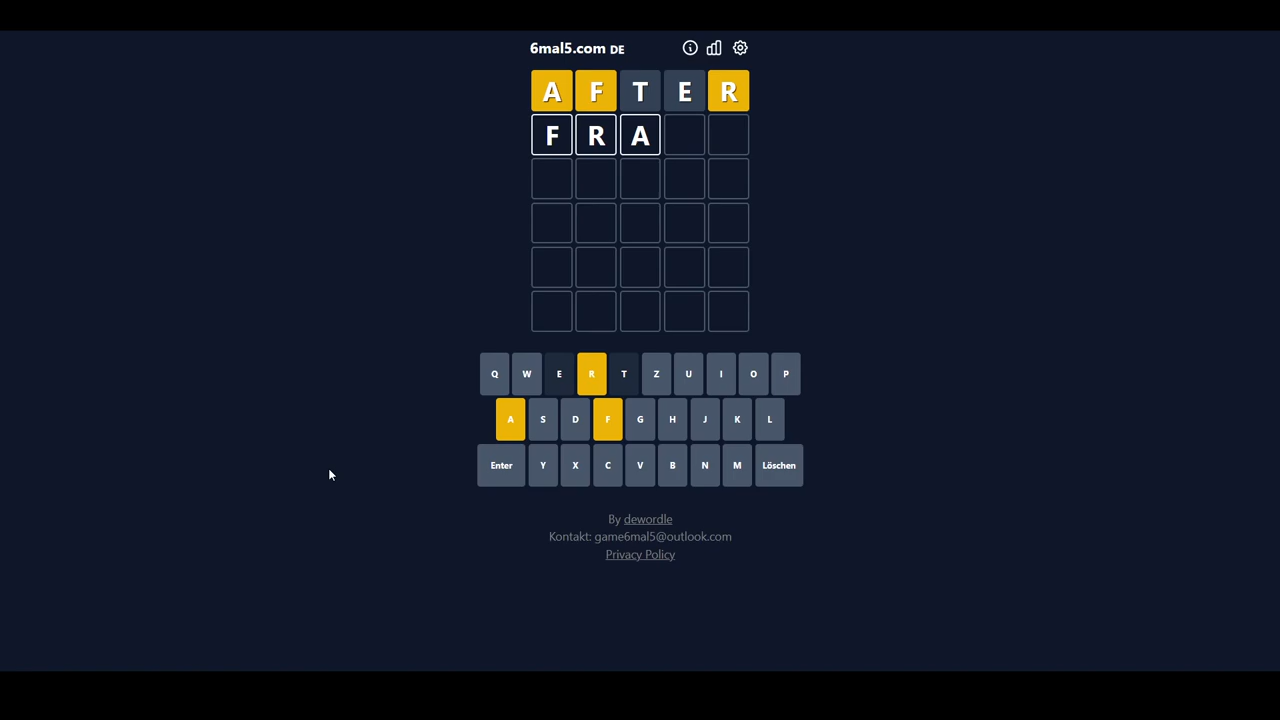 6mal5.com DE
A F T E R
F R A
Q W E R T Z U I O P
A S D F G H J K L
Enter Y X C V B N M Löschen
By dewordle
Kontakt: game6mal5@outlook.com
Privacy Policy